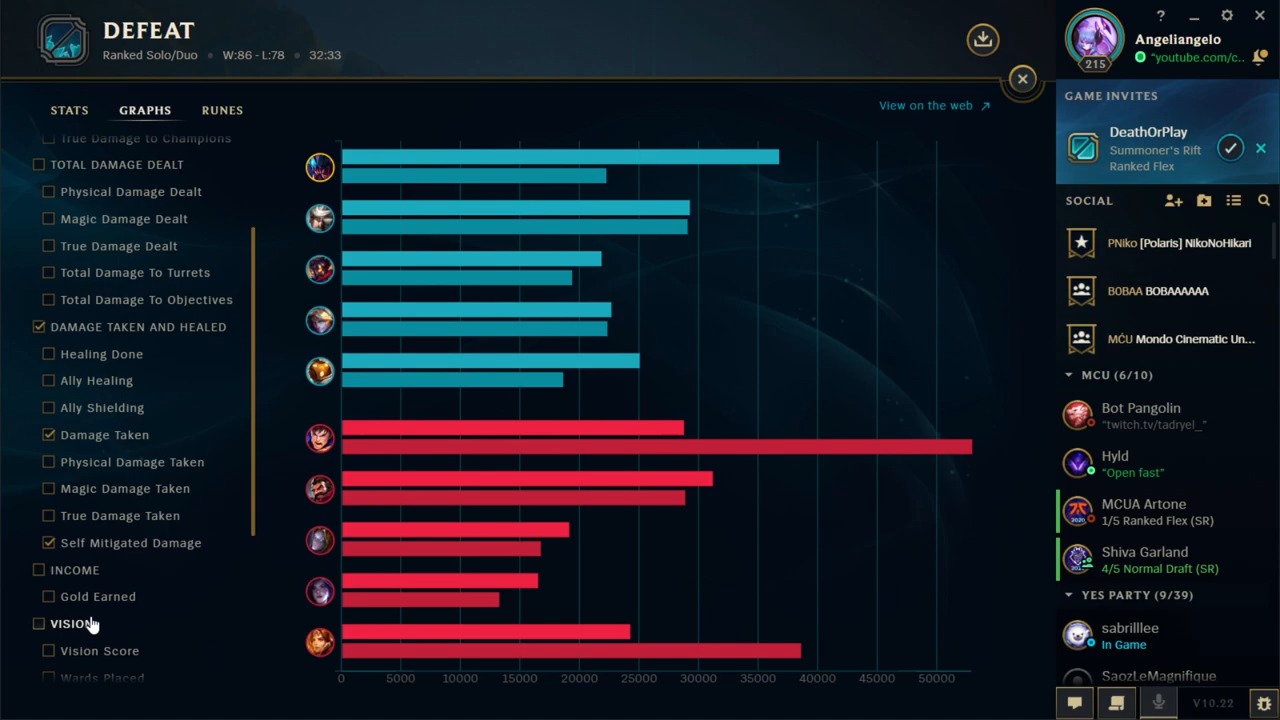 DEFEAT
Ranked Solo/Duo • W:86 - L:78 • 32:33
STATS GRAPHS RUNES
View on the web
True Damage to Champions
TOTAL DAMAGE DEALT
Physical Damage Dealt
Magic Damage Dealt
True Damage Dealt
Total Damage To Turrets
Total Damage To Objectives
DAMAGE TAKEN AND HEALED
Healing Done
Ally Healing
Ally Shielding
Damage Taken
Physical Damage Taken
Magic Damage Taken
True Damage Taken
Self Mitigated Damage
INCOME
Gold Earned
VISION
Vision Score
Wards Placed
0 5000 10000 15000 20000 25000 30000 35000 40000 45000 50000
?
Angeliangelo
215
"youtube.com/c..
GAME INVITES
DeathOrPlay
Summoner's Rift
Ranked Flex
SOCIAL
PNiko [Polaris] NikoNoHikari
B0BAA BOBAAAAAA
MĊU Mondo Cinematic Un...
MCU (6/10)
Bot Pangolin
"twitch.tv/tadryel_"
Hyld
"Open fast"
MCUA Artone
1/5 Ranked Flex (SR)
Shiva Garland
4/5 Normal Draft (SR)
YES PARTY (9/39)
sabrilllee
In Game
SaozLeMagnifique
V10.22